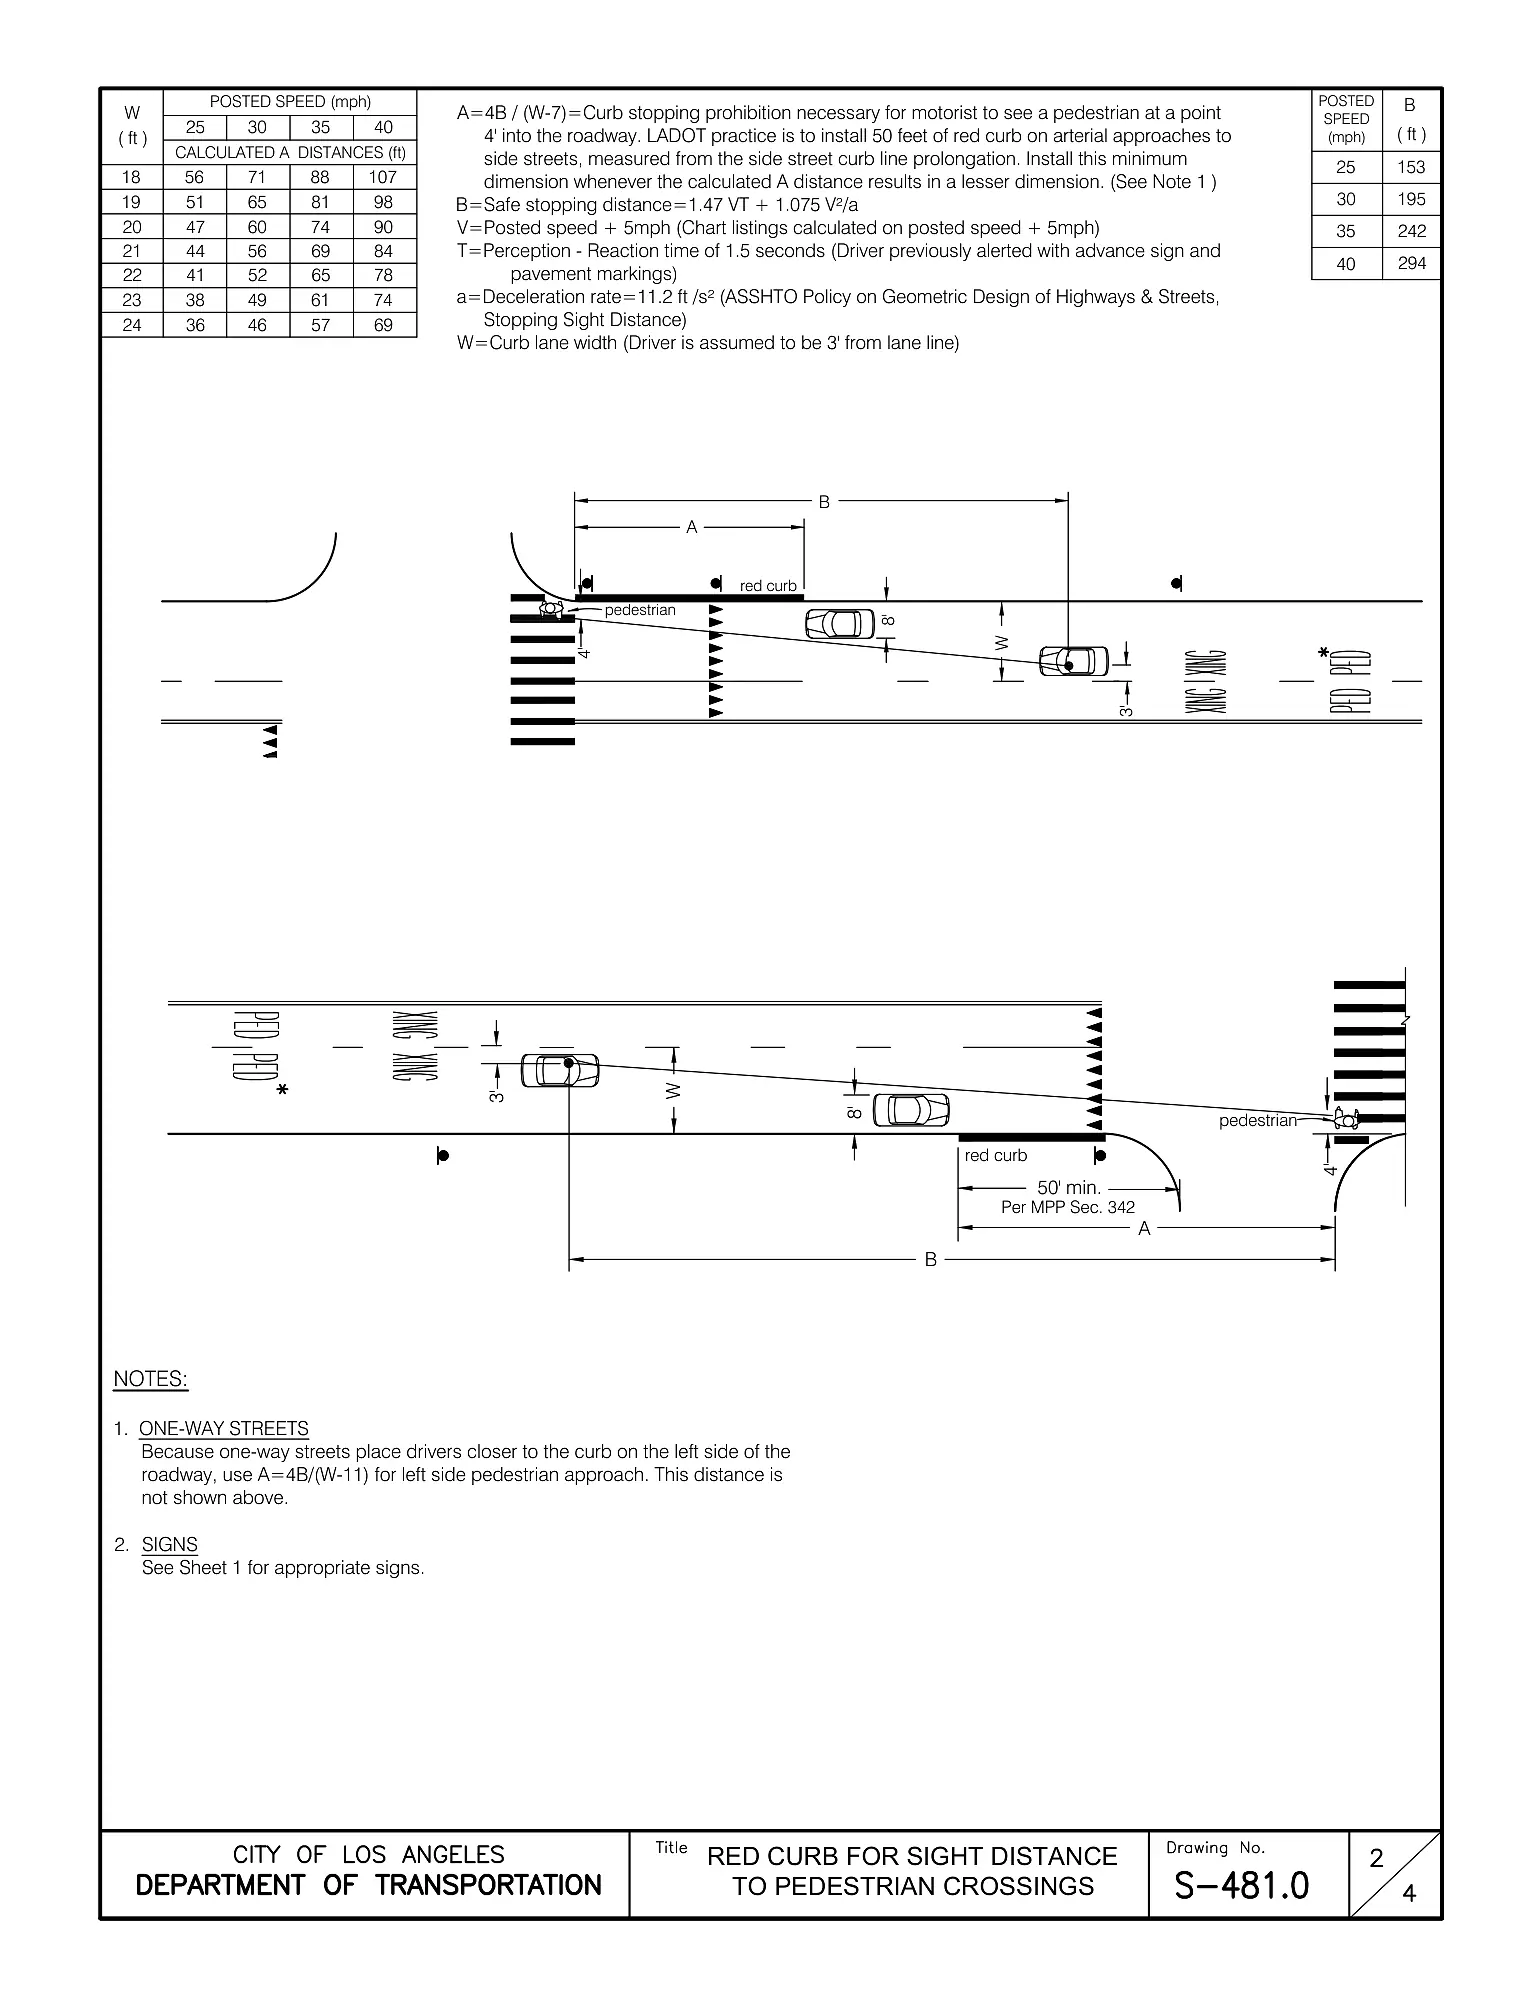 W
( ft )
POSTED SPEED (mph)
25 30 35 40
CALCULATED A DISTANCES (ft)
18 56 71 88 107
19 51 65 81 98
20 47 60 74 90
21 44 56 69 84
22 41 52 65 78
23 38 49 61 74
24 36 46 57 69
A=4B / (W-7)=Curb stopping prohibition necessary for motorist to see a pedestrian at a point
4' into the roadway. LADOT practice is to install 50 feet of red curb on arterial approaches to
side streets, measured from the side street curb line prolongation. Install this minimum
dimension whenever the calculated A distance results in a lesser dimension. (See Note 1 )
B=Safe stopping distance=1.47 VT + 1.075 V²/a
V=Posted speed + 5mph (Chart listings calculated on posted speed + 5mph)
T=Perception - Reaction time of 1.5 seconds (Driver previously alerted with advance sign and
pavement markings)
a=Deceleration rate=11.2 ft /s² (ASSHTO Policy on Geometric Design of Highways & Streets,
Stopping Sight Distance)
W=Curb lane width (Driver is assumed to be 3' from lane line)
POSTED
SPEED
(mph)
B
( ft )
25 153
30 195
35 242
40 294
B
A
red curb
pedestrian
4'
8'
W
3'
XING XING
* PED PED
PED PED
*
XING XING
3'
W
8'
pedestrian
4'
red curb
50' min.
Per MPP Sec. 342
A
B
NOTES:
1. ONE-WAY STREETS
Because one-way streets place drivers closer to the curb on the left side of the
roadway, use A=4B/(W-11) for left side pedestrian approach. This distance is
not shown above.
2. SIGNS
See Sheet 1 for appropriate signs.
CITY OF LOS ANGELES
DEPARTMENT OF TRANSPORTATION
Title RED CURB FOR SIGHT DISTANCE
TO PEDESTRIAN CROSSINGS
Drawing No.
S-481.0
2
4